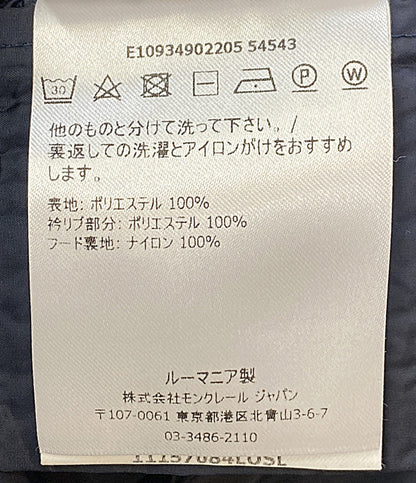 E10934902205 54543
30
P
W
他のものと分けて洗って下さい。/
裏返しての洗濯とアイロンがけをおすすめ
します。
表地: ポリエステル 100%
衿リブ部分: ポリエステル 100%
フード裏地: ナイロン 100%
ルーマニア製
株式会社モンクレール ジャパン
〒107-0061 東京都港区北青山3-6-7
03-3486-2110